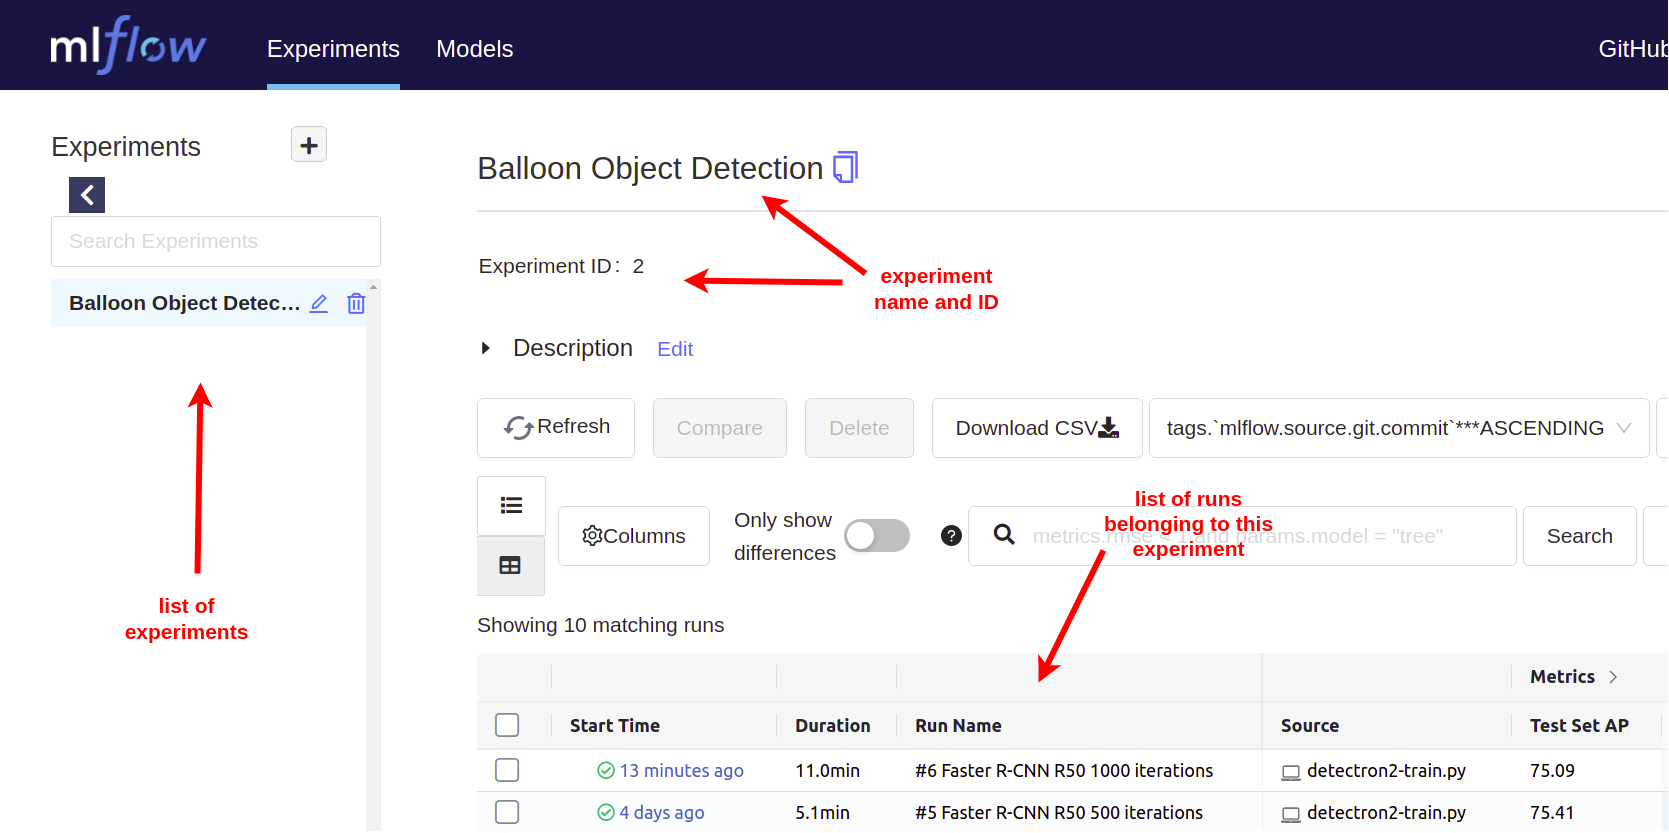 mlflow
Experiments Models GitHub
Experiments
+
Search Experiments
Balloon Object Detec...
list of
experiments
Balloon Object Detection
Experiment ID: 2
experiment
name and ID
Description Edit
Refresh Compare Delete Download CSV tags.`mlflow.source.git.commit`***ASCENDING
Columns
Only show
differences
?
metrics.rmse < 1 and params.model = "tree"
Search
list of runs
belonging to this
experiment
Showing 10 matching runs
Metrics >
Start Time Duration Run Name Source Test Set AP
13 minutes ago 11.0min #6 Faster R-CNN R50 1000 iterations detectron2-train.py 75.09
4 days ago 5.1min #5 Faster R-CNN R50 500 iterations detectron2-train.py 75.41